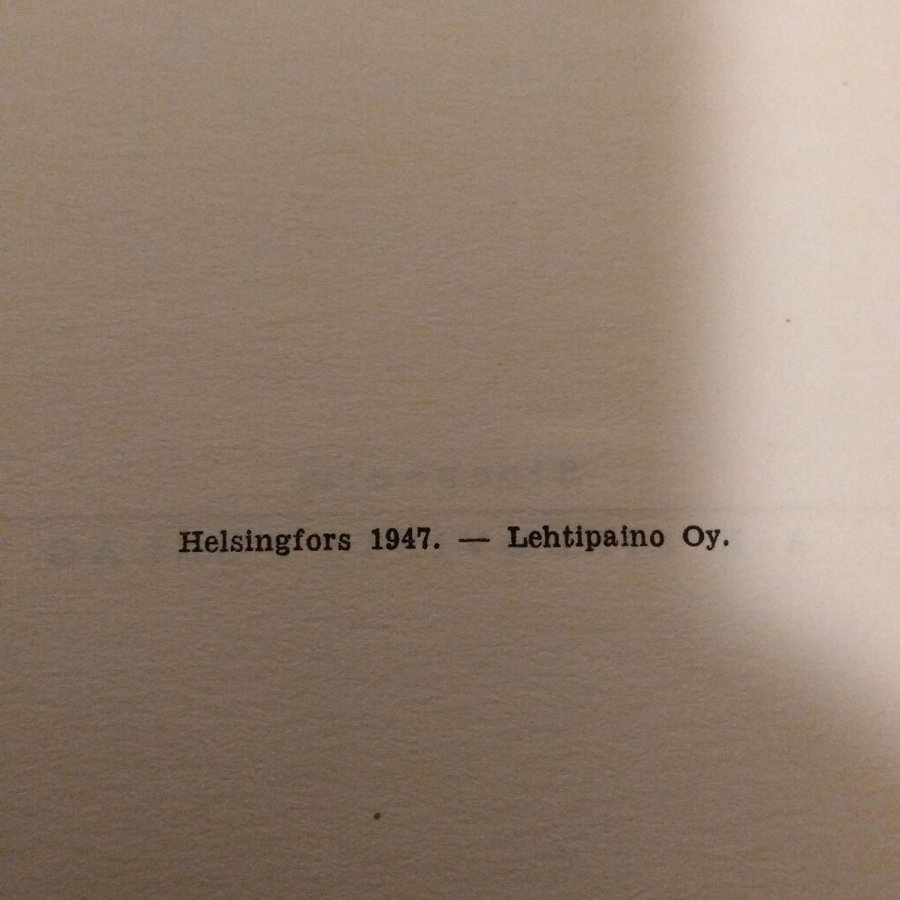 Helsingfors 1947. — Lehtipaino Oy.